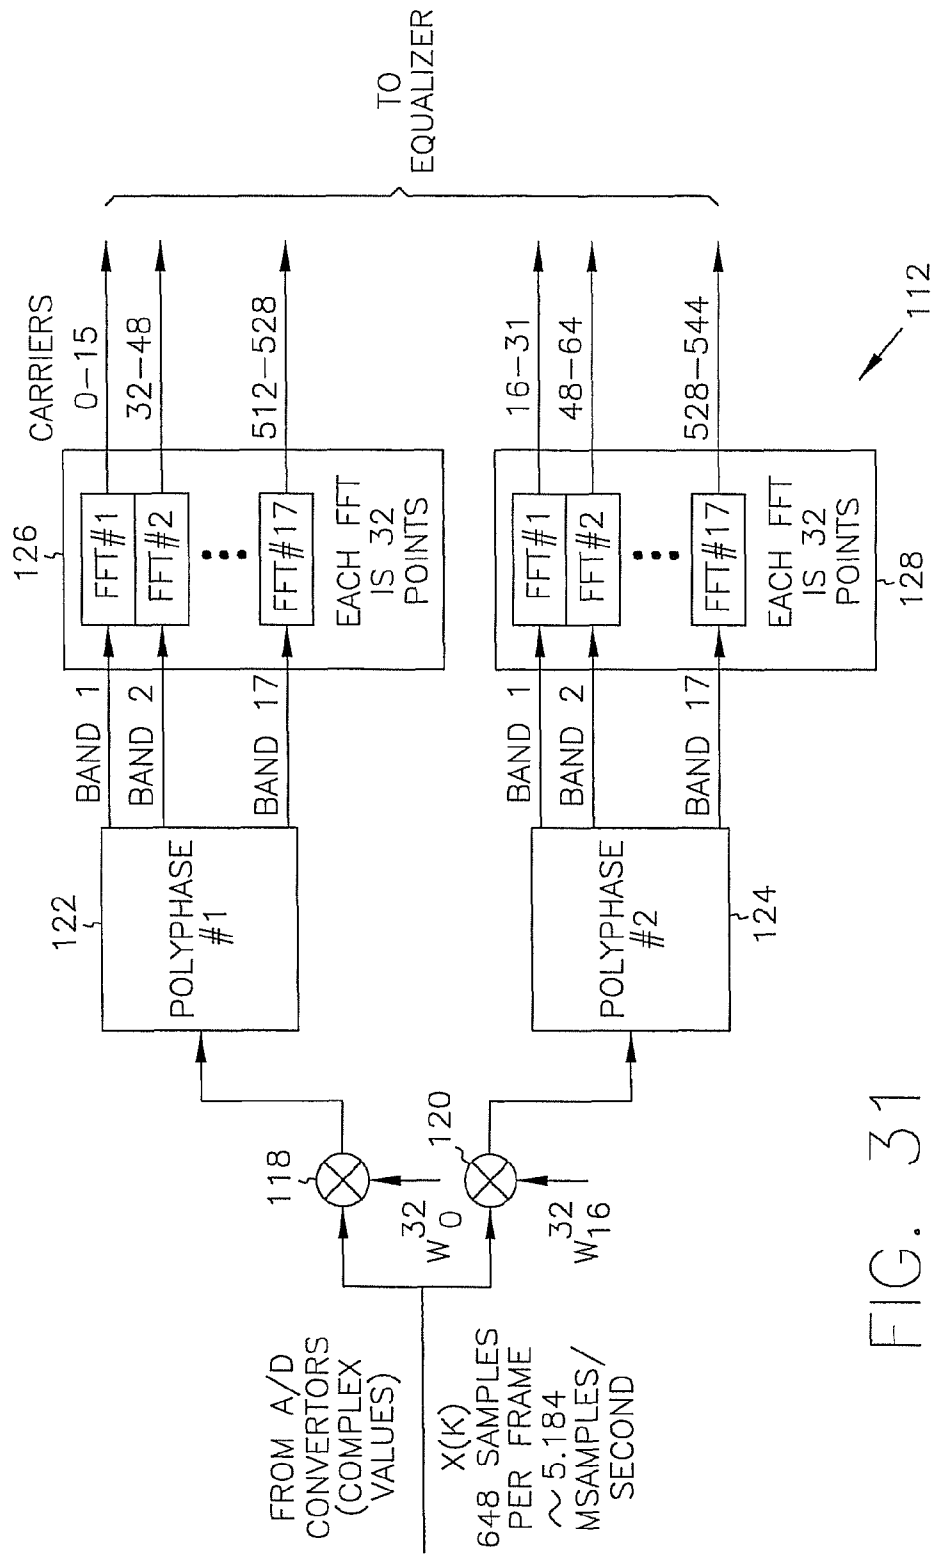 FROM A/D
CONVERTORS
(COMPLEX
VALUES)
X(K)
648 SAMPLES
PER FRAME
~5.184
MSAMPLES/
SECOND
118
W 32 0
120
W 32 16
122
POLYPHASE
#1
BAND 1
BAND 2
BAND 17
126
FFT#1
FFT#2
•••
FFT#17
EACH FFT
IS 32
POINTS
CARRIERS
0-15
32-48
512-528
124
POLYPHASE
#2
BAND 1
BAND 2
BAND 17
128
FFT#1
FFT#2
•••
FFT#17
EACH FFT
IS 32
POINTS
16-31
48-64
528-544
TO
EQUALIZER
112
FIG. 31